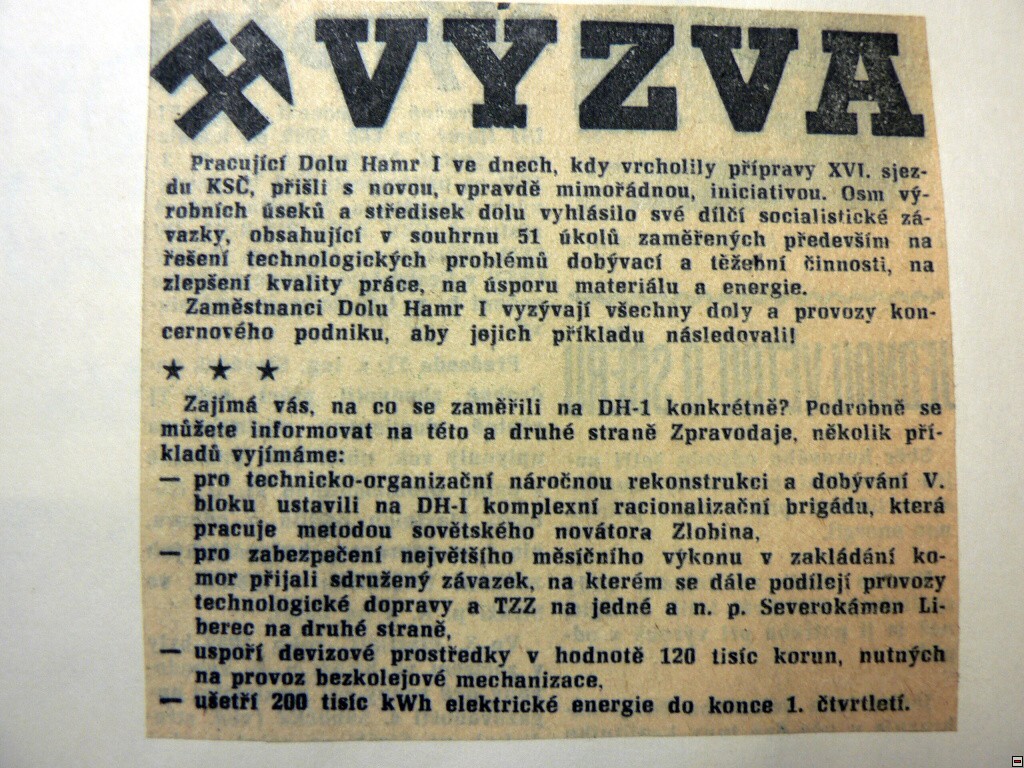 VÝZVA
Pracující Dolu Hamr I ve dnech, kdy vrcholily přípravy XVI. sjez-
du KSČ, přišli s novou, vpravdě mimořádnou, iniciativou. Osm vý-
robních úseků a středisek dolu vyhlásilo své dílčí socialistické zá-
vazky, obsahující v souhrnu 51 úkolů zaměřených především na
řešení technologických problémů dobývací a těžební činnosti, na
zlepšení kvality práce, na úsporu materiálu a energie.
Zaměstnanci Dolu Hamr I vyzývají všechny doly a provozy kon-
cernového podniku, aby jejich příkladu následovali!
★ ★ ★
Zajímá vás, na co se zaměřili na DH-1 konkrétně? Podrobně se
můžete informovat na této a druhé straně Zpravodaje, několik pří-
kladů vyjímáme:
— pro technicko-organizační náročnou rekonstrukci a dobývání V.
bloku ustavili na DH-I komplexní racionalizační brigádu, která
pracuje metodou sovětského novátora Zlobina,
— pro zabezpečení největšího měsíčního výkonu v zakládání ko-
mor přijali sdružený závazek, na kterém se dále podílejí provozy
technologické dopravy a TZZ na jedné a n. p. Severokámen Li-
berec na druhé straně,
— uspoří devizové prostředky v hodnotě 120 tisíc korun, nutných
na provoz bezkolejové mechanizace,
— ušetří 200 tisíc kWh elektrické energie do konce 1. čtvrtletí.